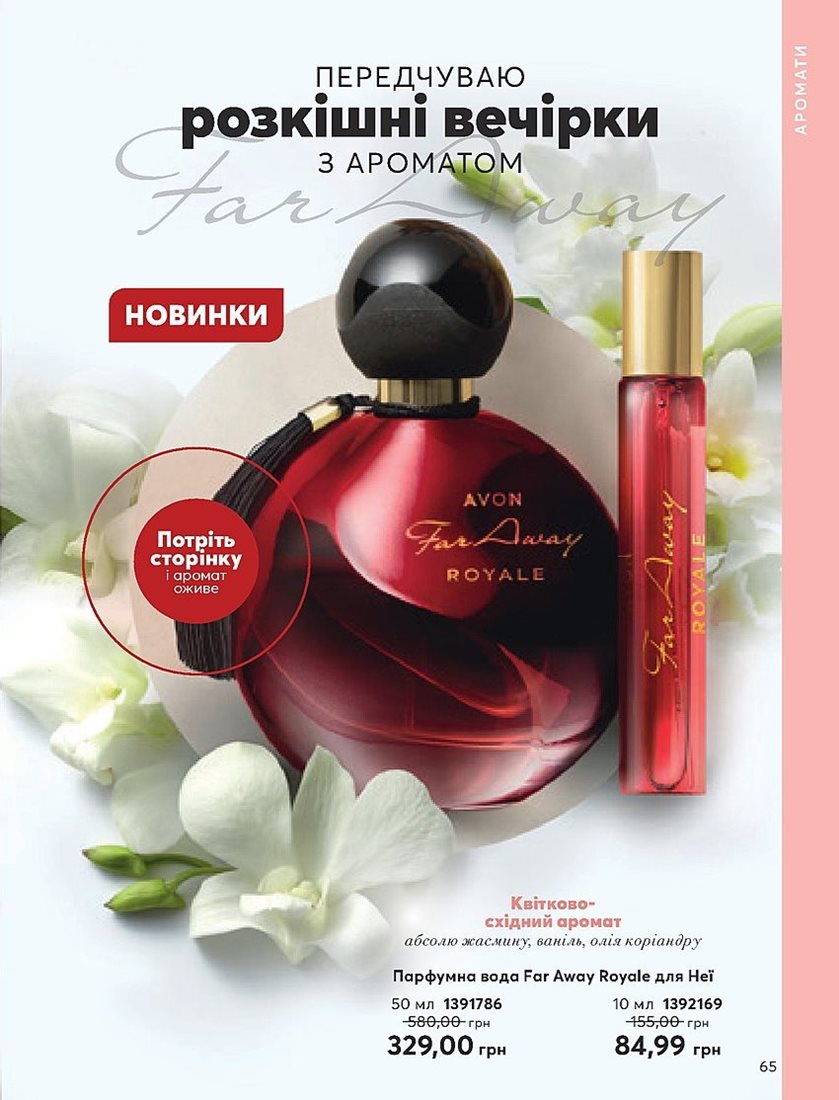 АРОМАТИ
ПЕРЕДЧУВАЮ
розкішні вечірки
З АРОМАТОМ
Far Away
НОВИНКИ
AVON
Far Away
ROYALE
Far Away
ROYALE
Потріть
сторінку
і аромат
оживе
Квітково-
східний аромат
абсолю жасмину, ваніль, олія коріандру
Парфумна вода Far Away Royale для Неї
50 мл 1391786
580,00 грн
329,00 грн
10 мл 1392169
155,00 грн
84,99 грн
65